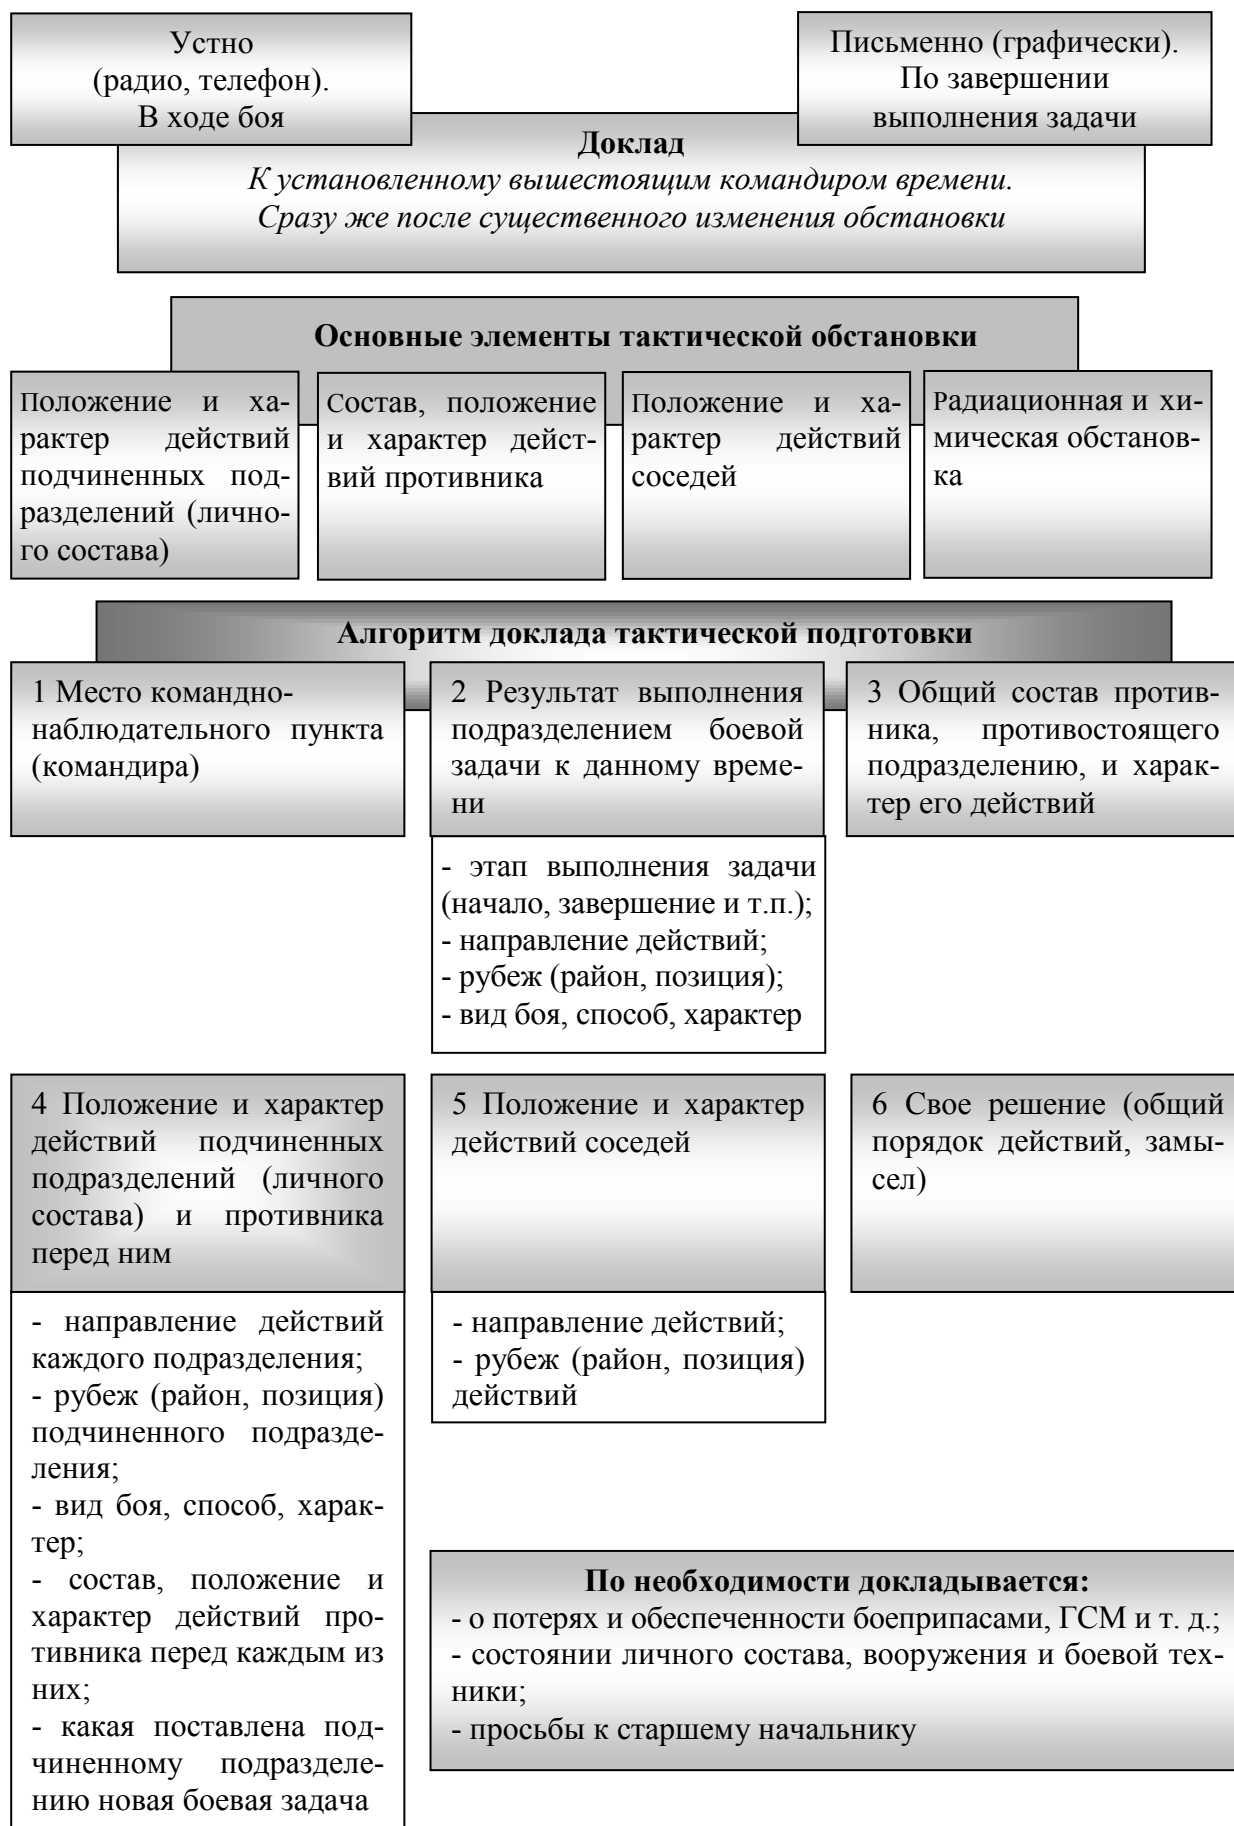 Устно
(радио, телефон).
В ходе боя
Письменно (графически).
По завершении
выполнения задачи
Доклад
К установленному вышестоящим командиром времени.
Сразу же после существенного изменения обстановки
Основные элементы тактической обстановки
Положение и ха-
рактер действий
подчиненных под-
разделений (лично-
го состава)
Состав, положение
и характер дейст-
вий противника
Положение и ха-
рактер действий
соседей
Радиационная и хи-
мическая обстанов-
ка
Алгоритм доклада тактической подготовки
1 Место командно-
наблюдательного пункта
(командира)
2 Результат выполнения
подразделением боевой
задачи к данному време-
ни
3 Общий состав против-
ника, противостоящего
подразделению, и харак-
тер его действий
- этап выполнения задачи
(начало, завершение и т.п.);
- направление действий;
- рубеж (район, позиция);
- вид боя, способ, характер
4 Положение и характер
действий подчиненных
подразделений (личного
состава) и противника
перед ним
5 Положение и характер
действий соседей
6 Свое решение (общий
порядок действий, замы-
сел)
- направление действий
каждого подразделения;
- рубеж (район, позиция)
подчиненного подразде-
ления;
- вид боя, способ, харак-
тер;
- состав, положение и
характер действий про-
тивника перед каждым из
них;
- какая поставлена под-
чиненному подразделе-
нию новая боевая задача
- направление действий;
- рубеж (район, позиция)
действий
По необходимости докладывается:
- о потерях и обеспеченности боеприпасами, ГСМ и т. д.;
- состоянии личного состава, вооружения и боевой тех-
ники;
- просьбы к старшему начальнику